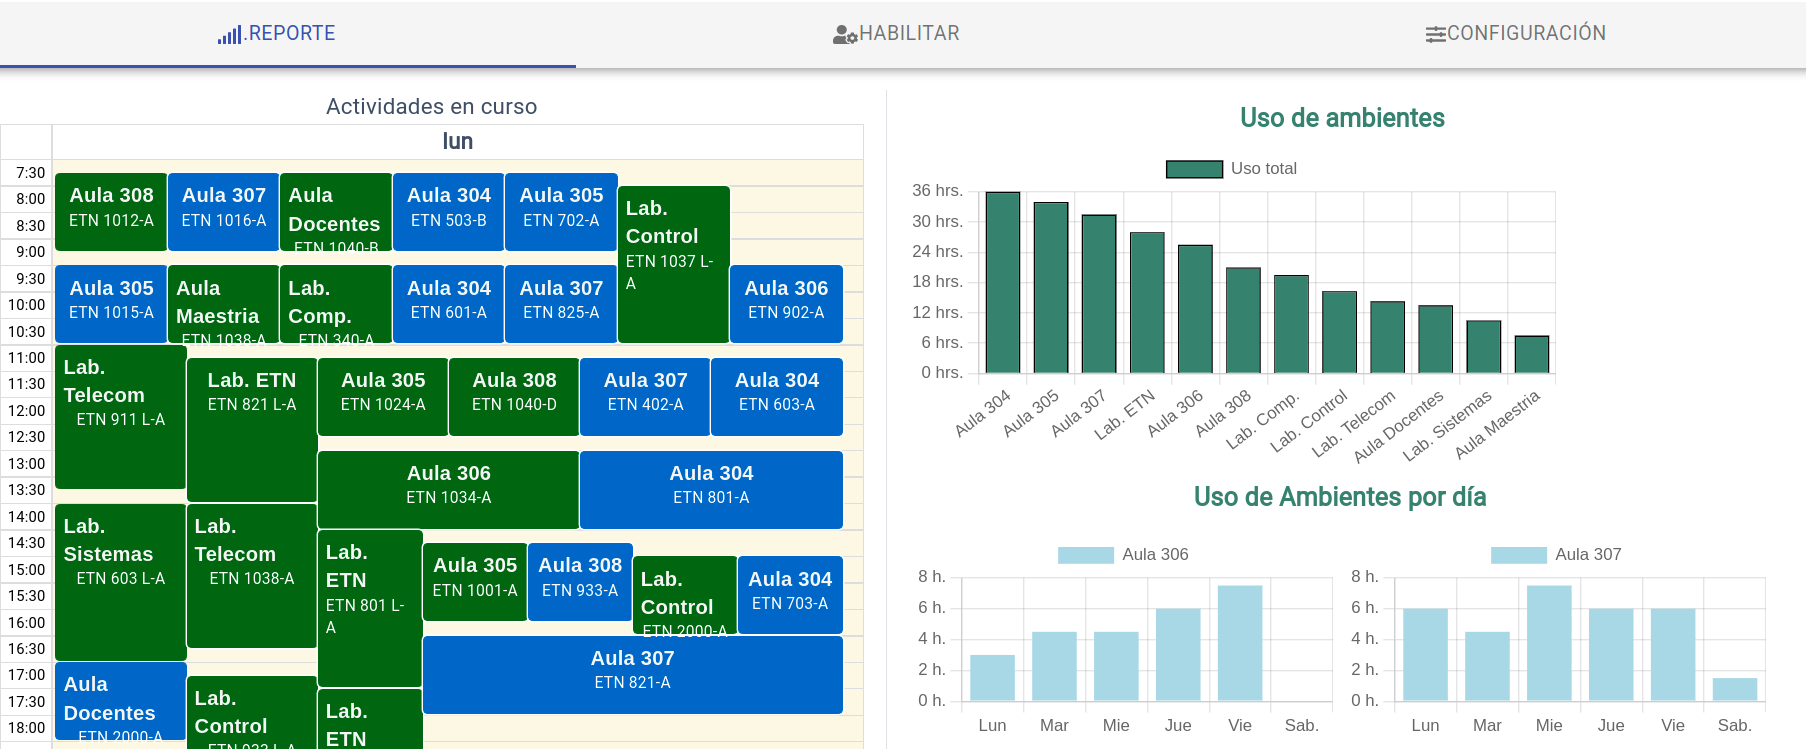 .REPORTE
HABILITAR
CONFIGURACIÓN
Actividades en curso
lun
7:30
8:00
8:30
9:00
9:30
10:00
10:30
11:00
11:30
12:00
12:30
13:00
13:30
14:00
14:30
15:00
15:30
16:00
16:30
17:00
17:30
18:00
Aula 308
ETN 1012-A
Aula 307
ETN 1016-A
Aula
Docentes
ETN 1040-B
Aula 304
ETN 503-B
Aula 305
ETN 702-A
Lab.
Control
ETN 1037 L-
A
Aula 305
ETN 1015-A
Aula
Maestria
ETN 1038-A
Lab.
Comp.
ETN 340-A
Aula 304
ETN 601-A
Aula 307
ETN 825-A
Aula 306
ETN 902-A
Lab.
Telecom
ETN 911 L-A
Lab. ETN
ETN 821 L-A
Aula 305
ETN 1024-A
Aula 308
ETN 1040-D
Aula 307
ETN 402-A
Aula 304
ETN 603-A
Aula 306
ETN 1034-A
Aula 304
ETN 801-A
Lab.
Sistemas
ETN 603 L-A
Lab.
Telecom
ETN 1038-A
Lab.
ETN
ETN 801 L-
A
Aula 305
ETN 1001-A
Aula 308
ETN 933-A
Lab.
Control
ETN 2000-A
Aula 304
ETN 703-A
Aula 307
ETN 821-A
Aula
Docentes
ETN 2000-A
Lab.
Control
ETN 933 L-A
Lab.
ETN
Uso de ambientes
Uso total
36 hrs.
30 hrs.
24 hrs.
18 hrs.
12 hrs.
6 hrs.
0 hrs.
Aula 304
Aula 305
Aula 307
Lab. ETN
Aula 306
Aula 308
Lab. Comp.
Lab. Control
Lab. Telecom
Aula Docentes
Lab. Sistemas
Aula Maestria
Uso de Ambientes por día
Aula 306
8 h.
6 h.
4 h.
2 h.
0 h.
Lun Mar Mie Jue Vie Sab.
Aula 307
8 h.
6 h.
4 h.
2 h.
0 h.
Lun Mar Mie Jue Vie Sab.